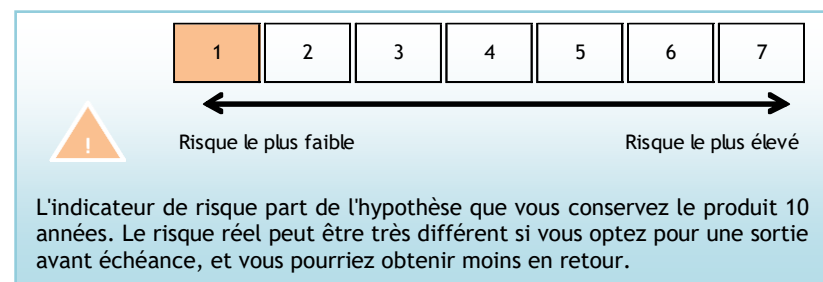 1 2 3 4 5 6 7
!
Risque le plus faible Risque le plus élevé
L'indicateur de risque part de l'hypothèse que vous conservez le produit 10
années. Le risque réel peut être très différent si vous optez pour une sortie
avant échéance, et vous pourriez obtenir moins en retour.